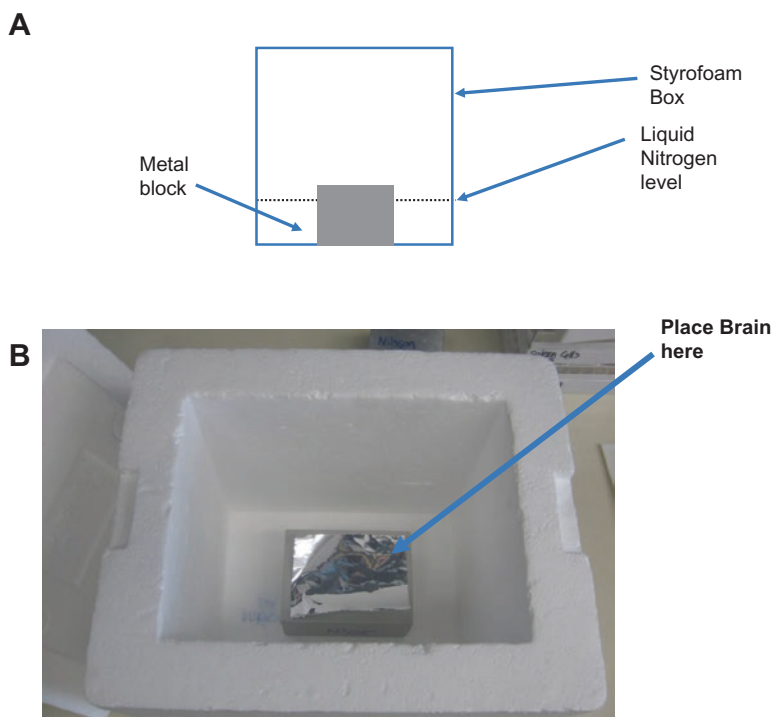 A
Styrofoam
Box
Liquid
Nitrogen
level
Metal
block
B
Place Brain
here